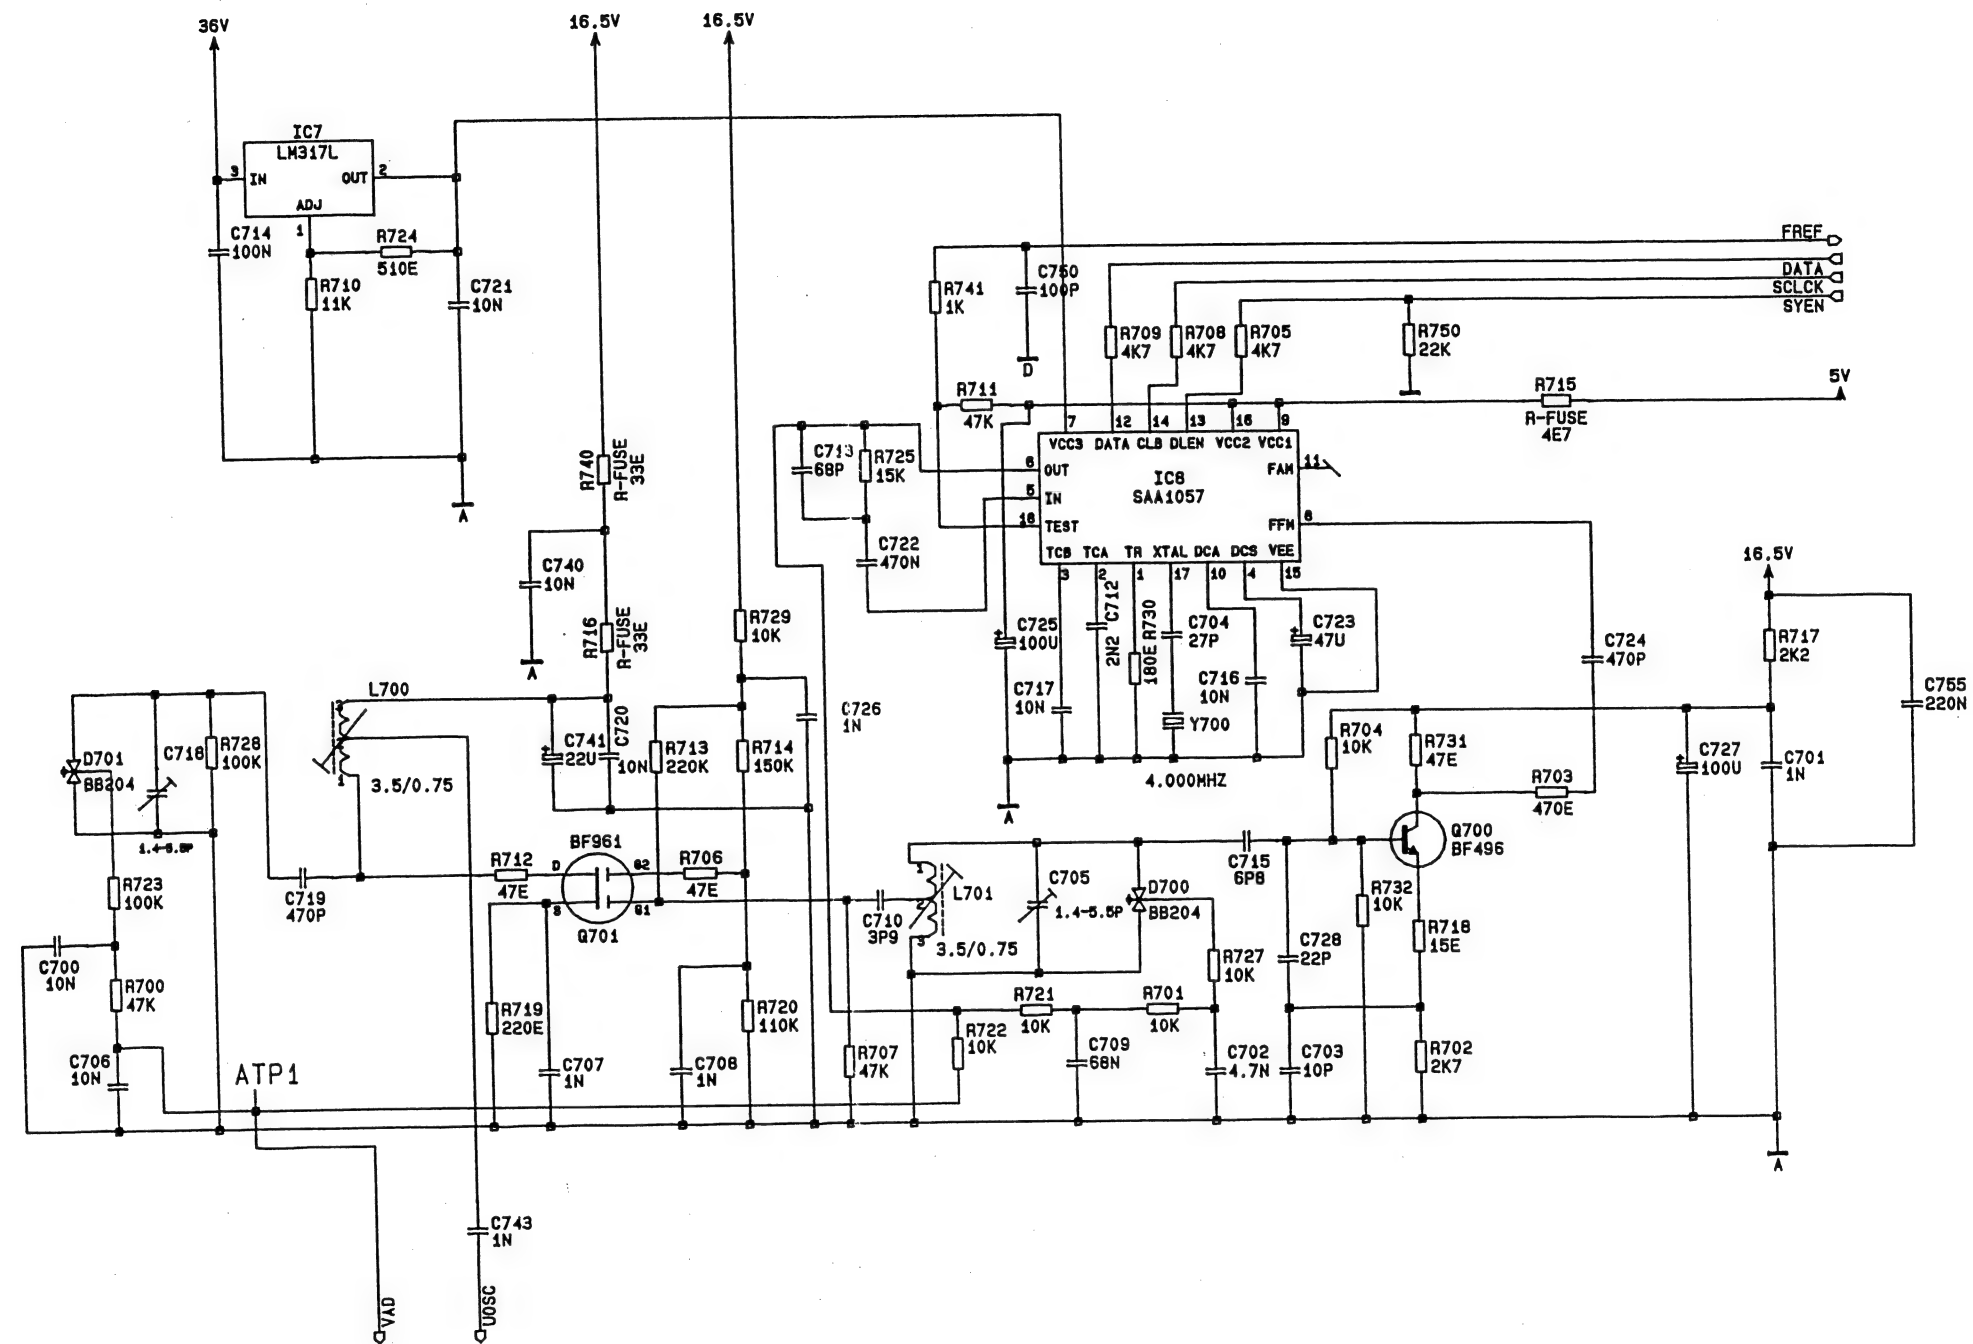 36V
16.5V
16.5V
IC7
LM317L
3
IN
OUT
2
ADJ
1
C714
100N
R724
510E
R710
11K
C721
10N
A
FREF
DATA
SCLCK
SYEN
C750
100P
D
R741
1K
R709
4K7
R708
4K7
R705
4K7
R750
22K
R711
47K
R715
R-FUSE
4E7
5V
7
12
14
13
16
9
VCC3
DATA
CLB
DLEN
VCC2
VCC1
6
OUT
5
IN
18
TEST
IC8
SAA1057
FAM
11
FFM
8
TCB
TCA
TR
XTAL
DCA
DCS
VEE
3
2
1
17
10
4
15
C713
68P
R725
15K
C722
470N
R740
R-FUSE
33E
C740
10N
A
R716
R-FUSE
33E
R729
10K
C725
100U
C712
2N2
R730
180E
C704
27P
C723
47U
C717
10N
C716
10N
Y700
4.000MHZ
A
C724
470P
16.5V
R717
2K2
C755
220N
L700
3
2
1
3.5/0.75
C741
22U
C720
10N
R713
220K
R714
150K
C726
1N
D701
BB204
C718
1.4-5.5P
R728
100K
R704
10K
R731
47E
R703
470E
C727
100U
C701
1N
Q700
BF496
BF961
Q701
D
S
G2
G1
R712
47E
R706
47E
C719
470P
R723
100K
C700
10N
R700
47K
C706
10N
ATP1
R719
220E
C707
1N
C708
1N
R720
110K
C710
3P9
1
2
3
L701
3.5/0.75
C705
1.4-5.5P
D700
BB204
C715
6P8
R732
10K
R718
15E
R727
10K
C728
22P
R721
10K
R701
10K
R722
10K
R707
47K
C709
68N
C702
4.7N
C703
10P
R702
2K7
A
C743
1N
VAD
UOSC